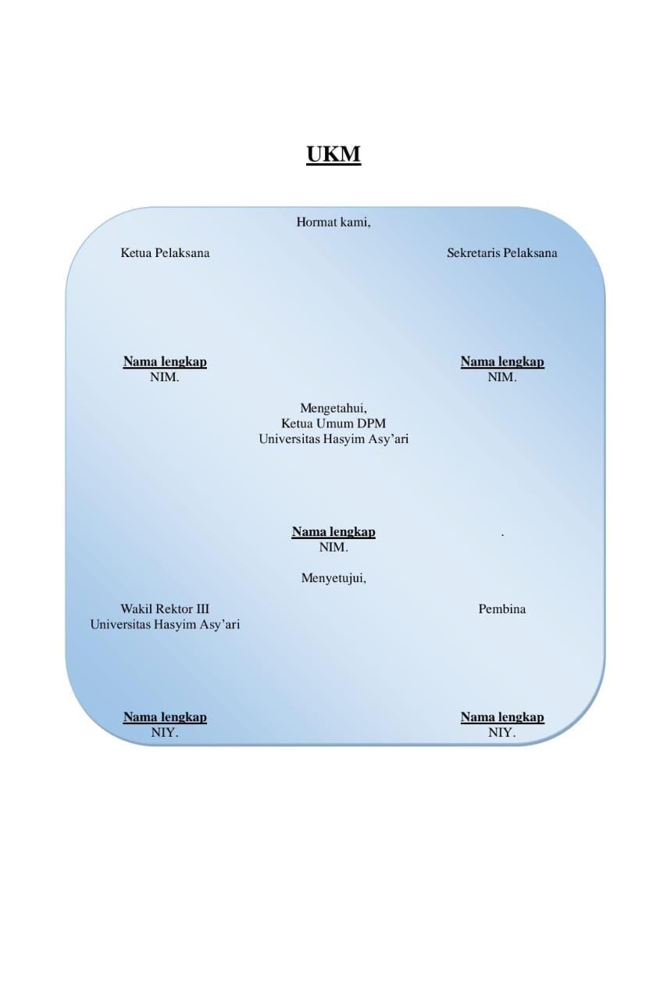 UKM
Hormat kami,
Ketua Pelaksana Sekretaris Pelaksana
Nama lengkap Nama lengkap
NIM. NIM.
Mengetahui,
Ketua Umum DPM
Universitas Hasyim Asy’ari
Nama lengkap .
NIM.
Menyetujui,
Wakil Rektor III Pembina
Universitas Hasyim Asy’ari
Nama lengkap Nama lengkap
NIY. NIY.